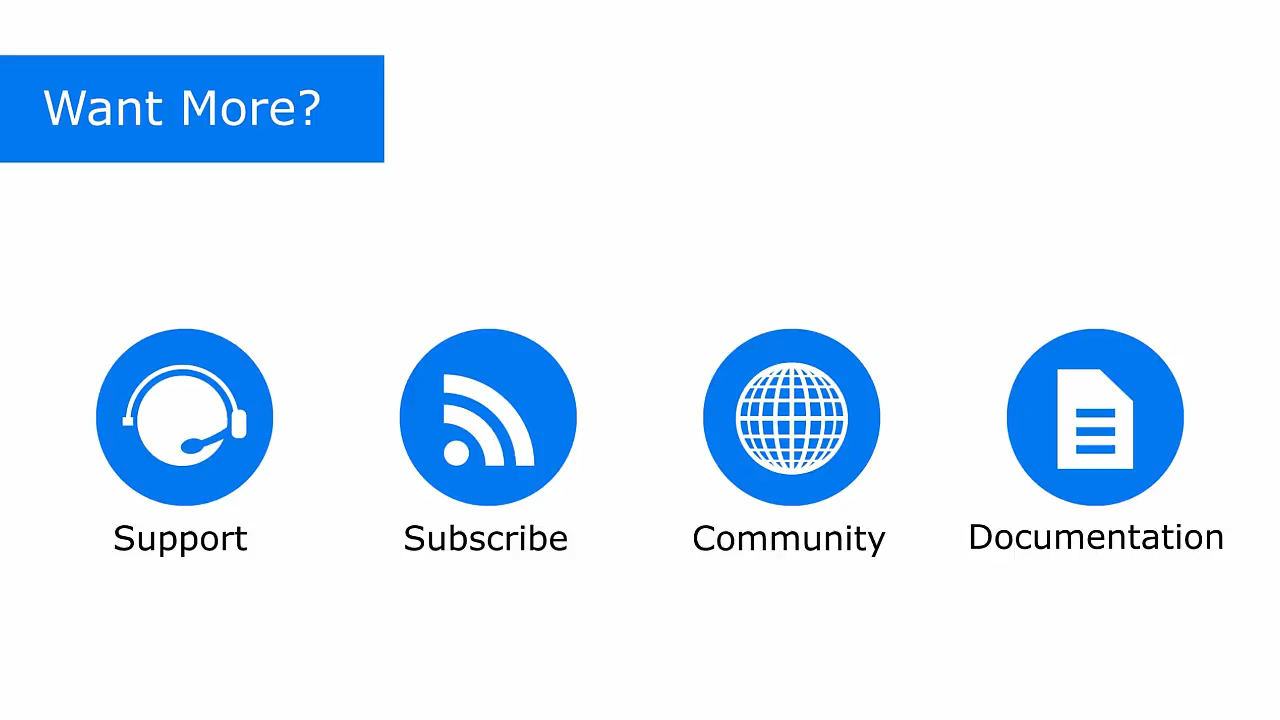 Want More?
Support
Subscribe
Community
Documentation